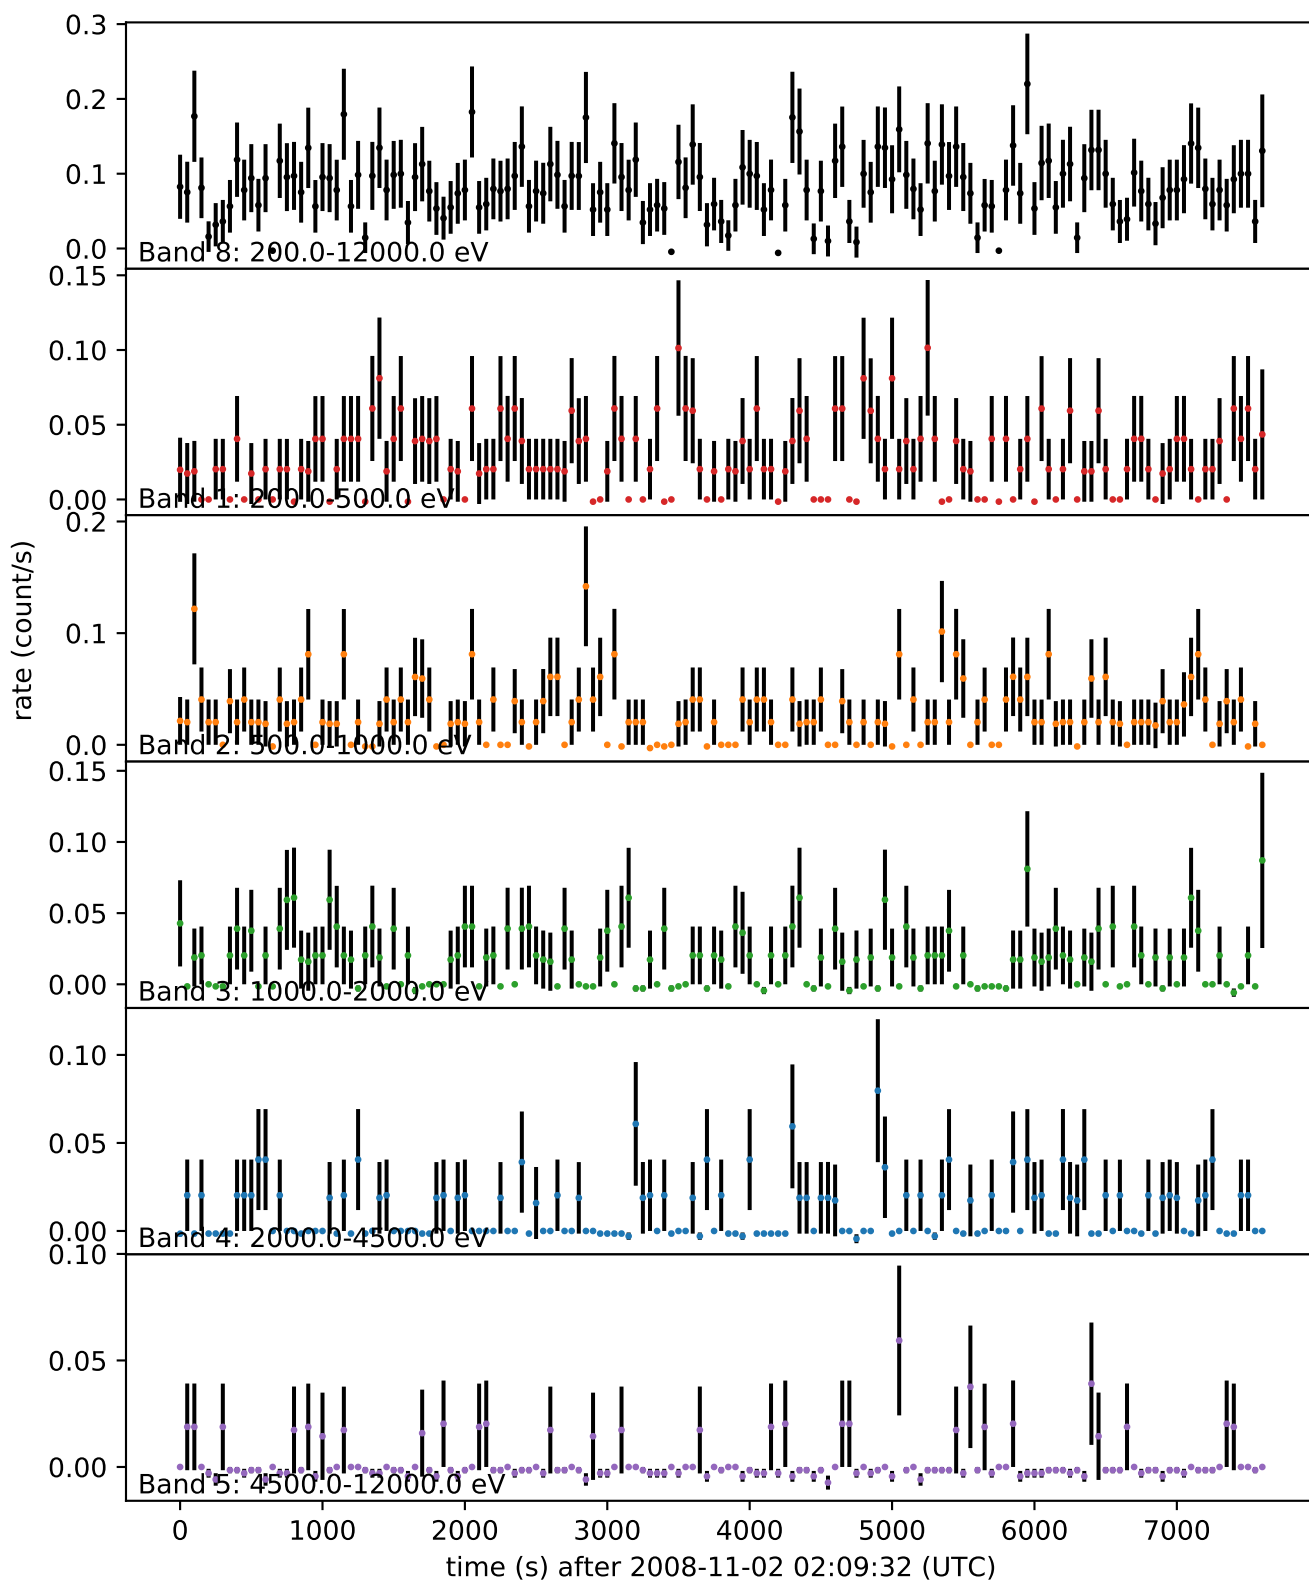 0.3
0.2
0.1
0.0
Band 8: 200.0-12000.0 eV
0.15
0.10
0.05
0.00
Band 1: 200.0-500.0 eV
0.2
0.1
0.0
Band 2: 500.0-1000.0 eV
rate (count/s)
0.15
0.10
0.05
0.00
Band 3: 1000.0-2000.0 eV
0.10
0.05
0.00
Band 4: 2000.0-4500.0 eV
0.10
0.05
0.00
Band 5: 4500.0-12000.0 eV
0 1000 2000 3000 4000 5000 6000 7000
time (s) after 2008-11-02 02:09:32 (UTC)